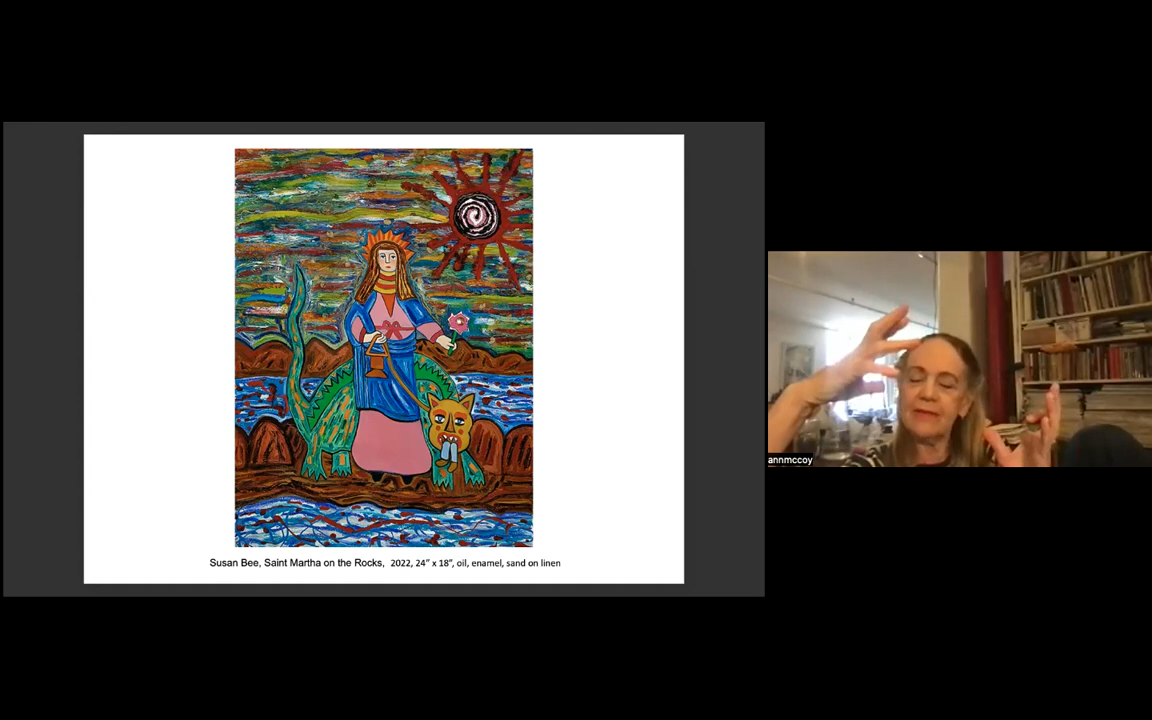 Susan Bee, Saint Martha on the Rocks, 2022, 24” x 18”, oil, enamel, sand on linen
annmccoy